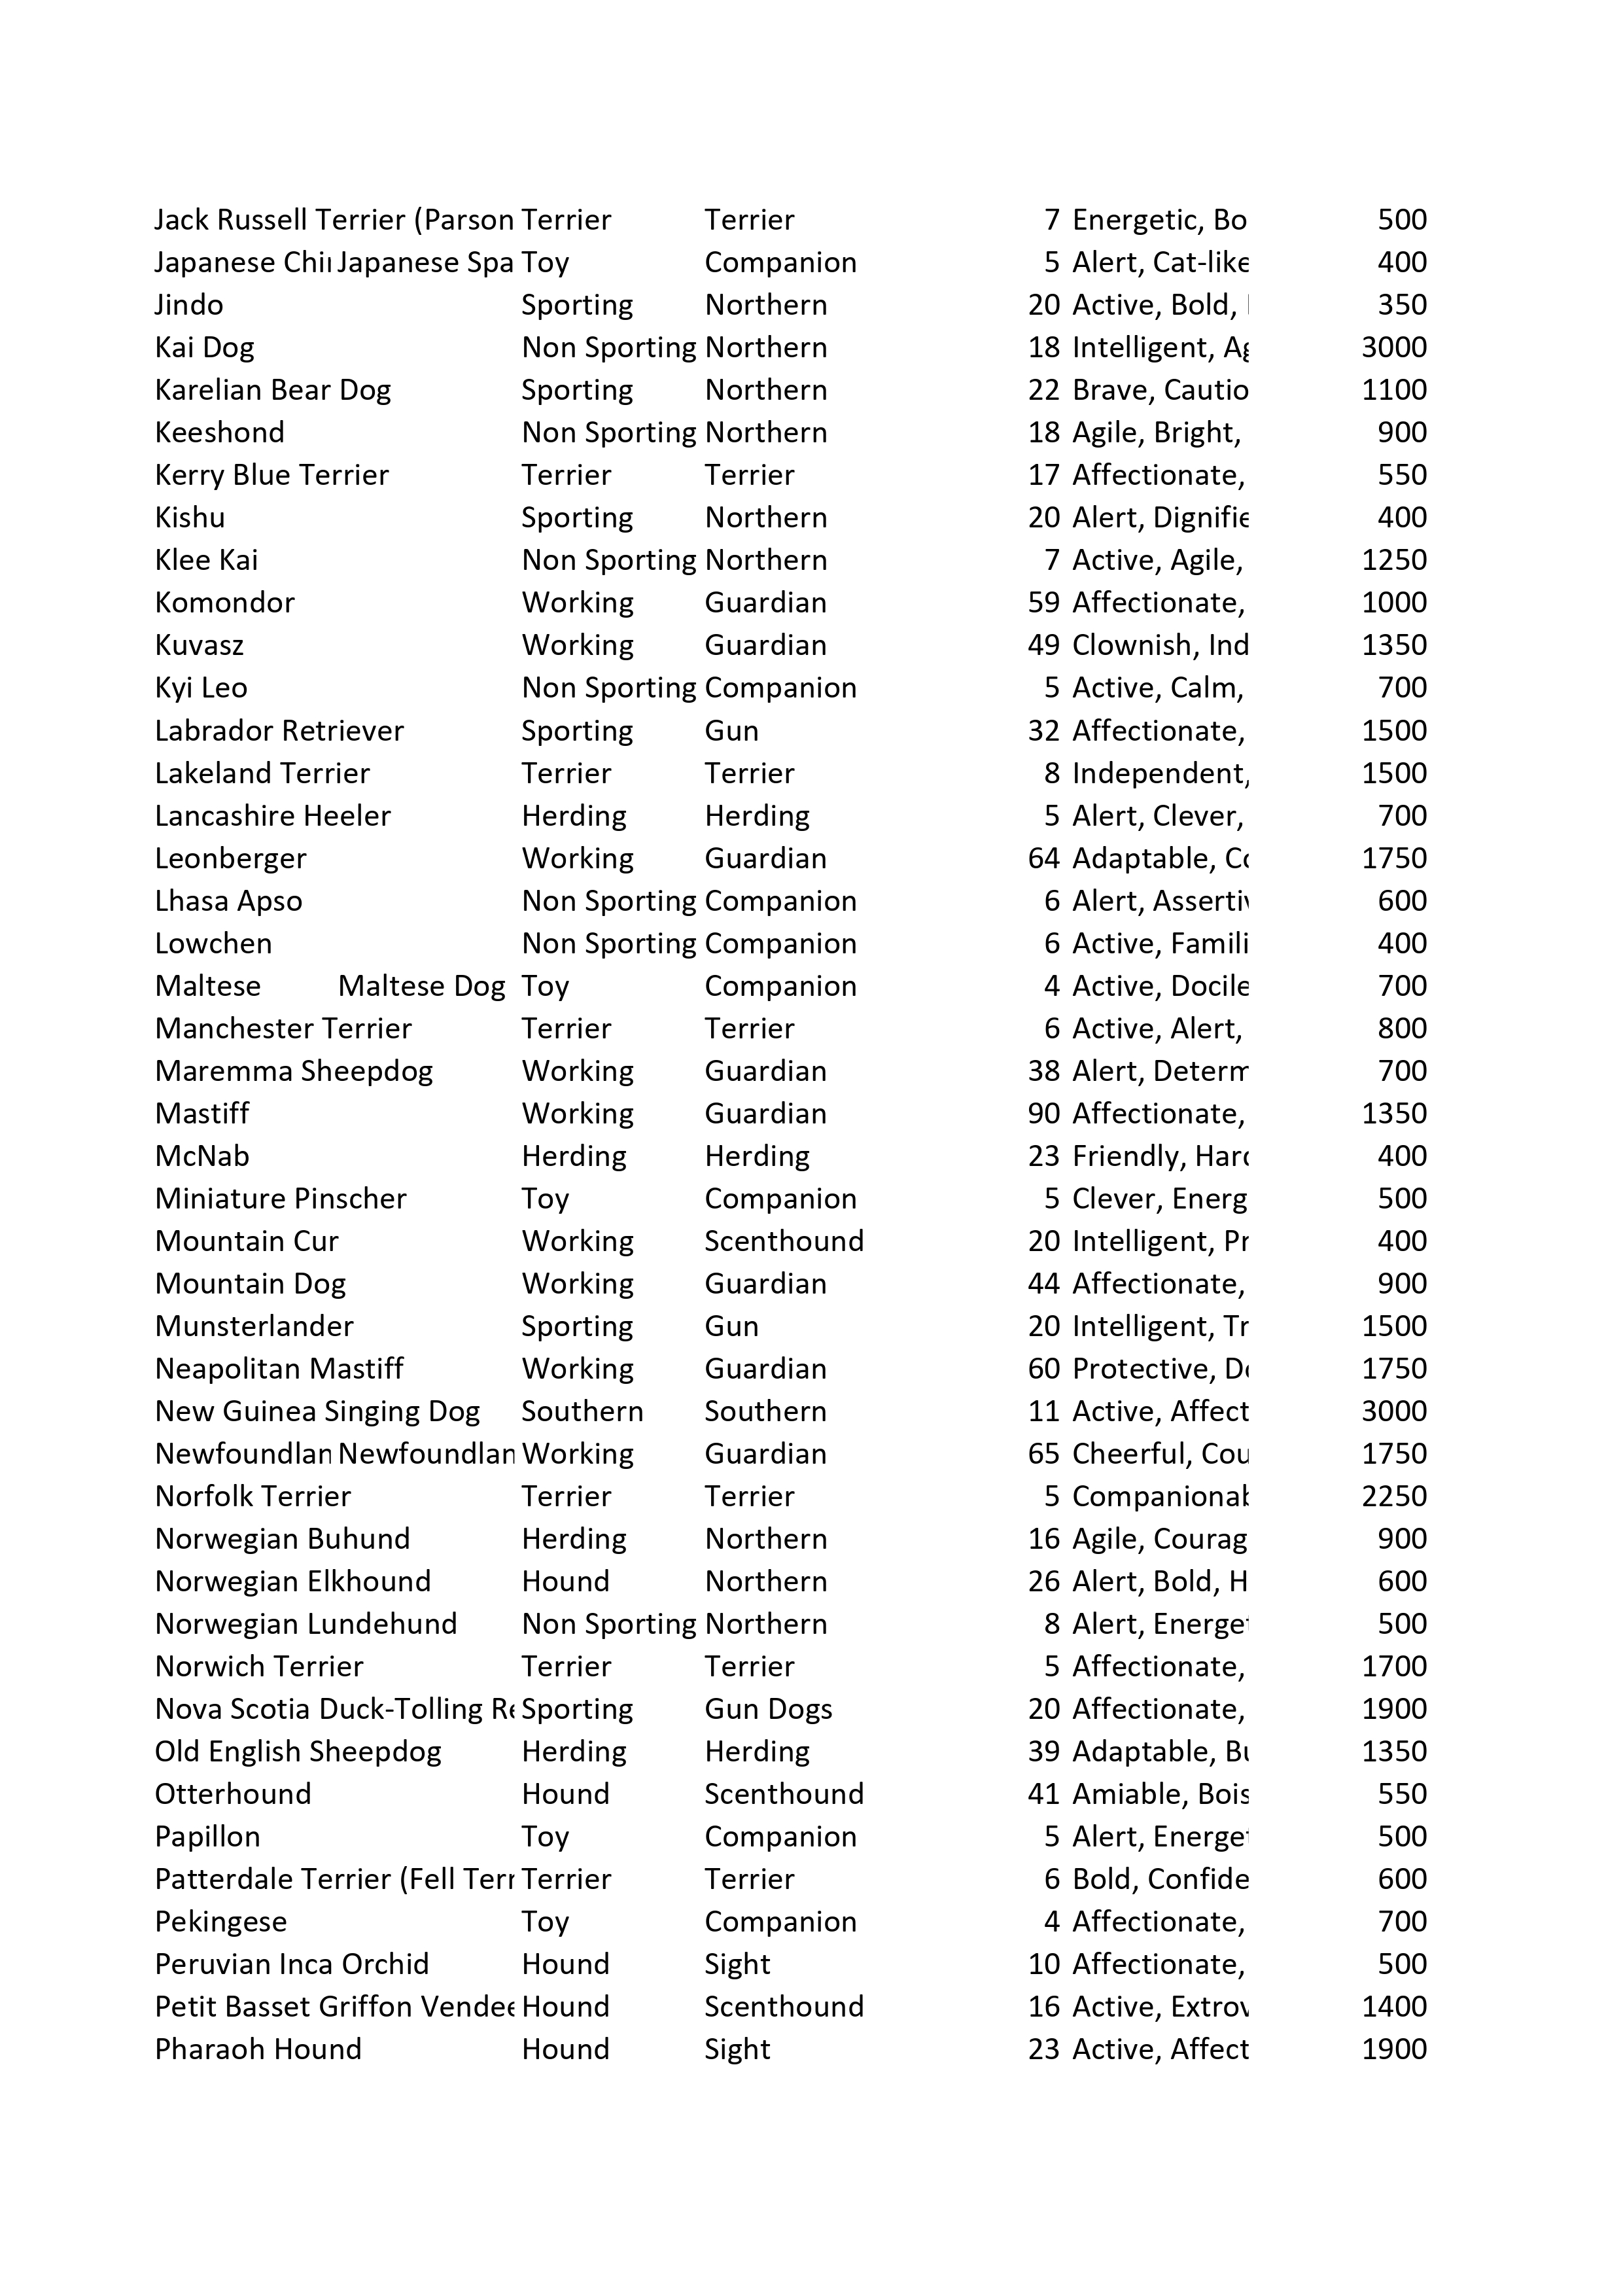 Jack Russell Terrier (Parson Terrier Terrier 7 Energetic, Bo 500
Japanese Chi Japanese Spa Toy Companion 5 Alert, Cat-like 400
Jindo Sporting Northern 20 Active, Bold, 350
Kai Dog Non Sporting Northern 18 Intelligent, Ag 3000
Karelian Bear Dog Sporting Northern 22 Brave, Cautio 1100
Keeshond Non Sporting Northern 18 Agile, Bright, 900
Kerry Blue Terrier Terrier Terrier 17 Affectionate, 550
Kishu Sporting Northern 20 Alert, Dignifie 400
Klee Kai Non Sporting Northern 7 Active, Agile, 1250
Komondor Working Guardian 59 Affectionate, 1000
Kuvasz Working Guardian 49 Clownish, Ind 1350
Kyi Leo Non Sporting Companion 5 Active, Calm, 700
Labrador Retriever Sporting Gun 32 Affectionate, 1500
Lakeland Terrier Terrier Terrier 8 Independent, 1500
Lancashire Heeler Herding Herding 5 Alert, Clever, 700
Leonberger Working Guardian 64 Adaptable, Co 1750
Lhasa Apso Non Sporting Companion 6 Alert, Assertiv 600
Lowchen Non Sporting Companion 6 Active, Famili 400
Maltese Maltese Dog Toy Companion 4 Active, Docile 700
Manchester Terrier Terrier Terrier 6 Active, Alert, 800
Maremma Sheepdog Working Guardian 38 Alert, Determ 700
Mastiff Working Guardian 90 Affectionate, 1350
McNab Herding Herding 23 Friendly, Hard 400
Miniature Pinscher Toy Companion 5 Clever, Energ 500
Mountain Cur Working Scenthound 20 Intelligent, Pr 400
Mountain Dog Working Guardian 44 Affectionate, 900
Munsterlander Sporting Gun 20 Intelligent, Tr 1500
Neapolitan Mastiff Working Guardian 60 Protective, Do 1750
New Guinea Singing Dog Southern Southern 11 Active, Affect 3000
Newfoundlan Newfoundlan Working Guardian 65 Cheerful, Cou 1750
Norfolk Terrier Terrier Terrier 5 Companionab 2250
Norwegian Buhund Herding Northern 16 Agile, Courag 900
Norwegian Elkhound Hound Northern 26 Alert, Bold, H 600
Norwegian Lundehund Non Sporting Northern 8 Alert, Energet 500
Norwich Terrier Terrier Terrier 5 Affectionate, 1700
Nova Scotia Duck-Tolling Re Sporting Gun Dogs 20 Affectionate, 1900
Old English Sheepdog Herding Herding 39 Adaptable, Bu 1350
Otterhound Hound Scenthound 41 Amiable, Bois 550
Papillon Toy Companion 5 Alert, Energet 500
Patterdale Terrier (Fell Terr Terrier Terrier 6 Bold, Confide 600
Pekingese Toy Companion 4 Affectionate, 700
Peruvian Inca Orchid Hound Sight 10 Affectionate, 500
Petit Basset Griffon Vendee Hound Scenthound 16 Active, Extrov 1400
Pharaoh Hound Hound Sight 23 Active, Affect 1900